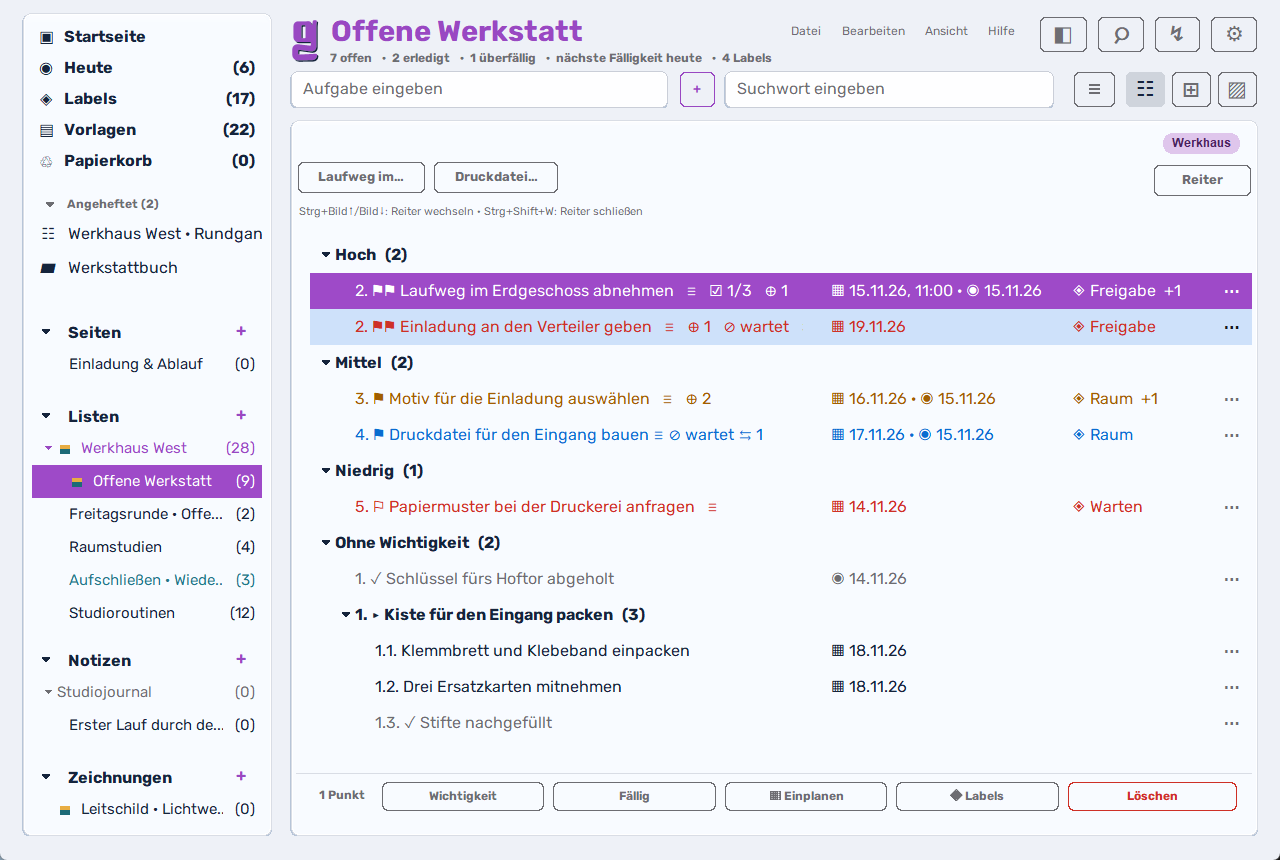 Startseite
Heute (6)
Labels (17)
Vorlagen (22)
Papierkorb (0)
Angeheftet (2)
Werkhaus West • Rundgan
Werkstattbuch
Seiten +
Einladung & Ablauf (0)
Listen +
Werkhaus West (28)
Offene Werkstatt (9)
Freitagsrunde • Offe... (2)
Raumstudien (4)
Aufschließen • Wiede.. (3)
Studioroutinen (12)
Notizen +
Studiojournal (0)
Erster Lauf durch de... (0)
Zeichnungen +
Leitschild • Lichtwe.. (0)
g Offene Werkstatt
7 offen • 2 erledigt • 1 überfällig • nächste Fälligkeit heute • 4 Labels
Datei Bearbeiten Ansicht Hilfe
Aufgabe eingeben + Suchwort eingeben
Werkhaus
Laufweg im... Druckdatei... Reiter
Strg+Bild↑/Bild↓: Reiter wechseln • Strg+Shift+W: Reiter schließen
Hoch (2)
2. Laufweg im Erdgeschoss abnehmen ≡ ☑ 1/3 ⊕ 1 15.11.26, 11:00 • ◉ 15.11.26 Freigabe +1 ...
2. Einladung an den Verteiler geben ≡ ⊕ 1 ⊘ wartet 19.11.26 Freigabe ...
Mittel (2)
3. Motiv für die Einladung auswählen ≡ ⊕ 2 16.11.26 • ◉ 15.11.26 Raum +1 ...
4. Druckdatei für den Eingang bauen ≡ ⊘ wartet ⇆ 1 17.11.26 • ◉ 15.11.26 Raum ...
Niedrig (1)
5. Papiermuster bei der Druckerei anfragen ≡ 14.11.26 Warten ...
Ohne Wichtigkeit (2)
1. ✓ Schlüssel fürs Hoftor abgeholt ◉ 14.11.26 ...
1. ▸ Kiste für den Eingang packen (3)
1.1. Klemmbrett und Klebeband einpacken 18.11.26 ...
1.2. Drei Ersatzkarten mitnehmen 18.11.26 ...
1.3. ✓ Stifte nachgefüllt ...
1 Punkt Wichtigkeit Fällig Einplanen Labels Löschen